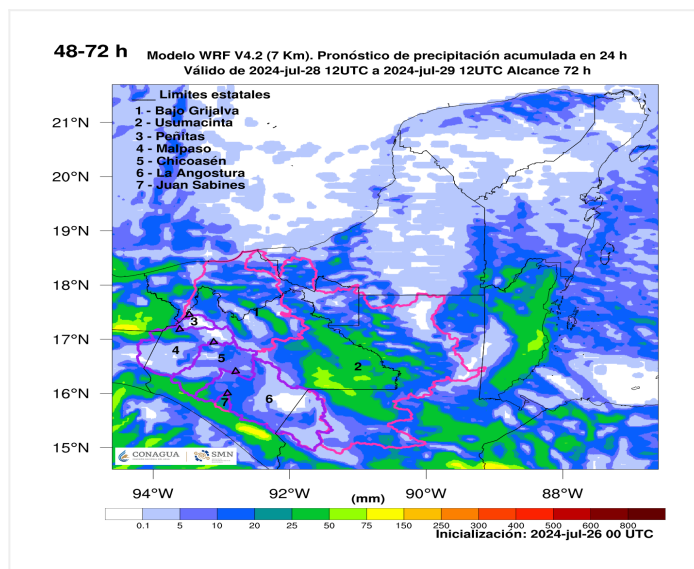 48-72 h
Modelo WRF V4.2 (7 Km). Pronóstico de precipitación acumulada en 24 h
Válido de 2024-jul-28 12UTC a 2024-jul-29 12UTC Alcance 72 h
Limites estatales
1 - Bajo Grijalva
2 - Usumacinta
3 - Peñitas
4 - Malpaso
5 - Chicoasén
6 - La Angostura
7 - Juan Sabines
21°N
20°N
19°N
18°N
17°N
16°N
15°N
1
3
4
5
2
7
6
CONAGUA
SMN
94°W
92°W
90°W
88°W
(mm)
0.1 5 10 20 25 50 75 150 250 300 400 500 600 800
Inicialización: 2024-jul-26 00 UTC